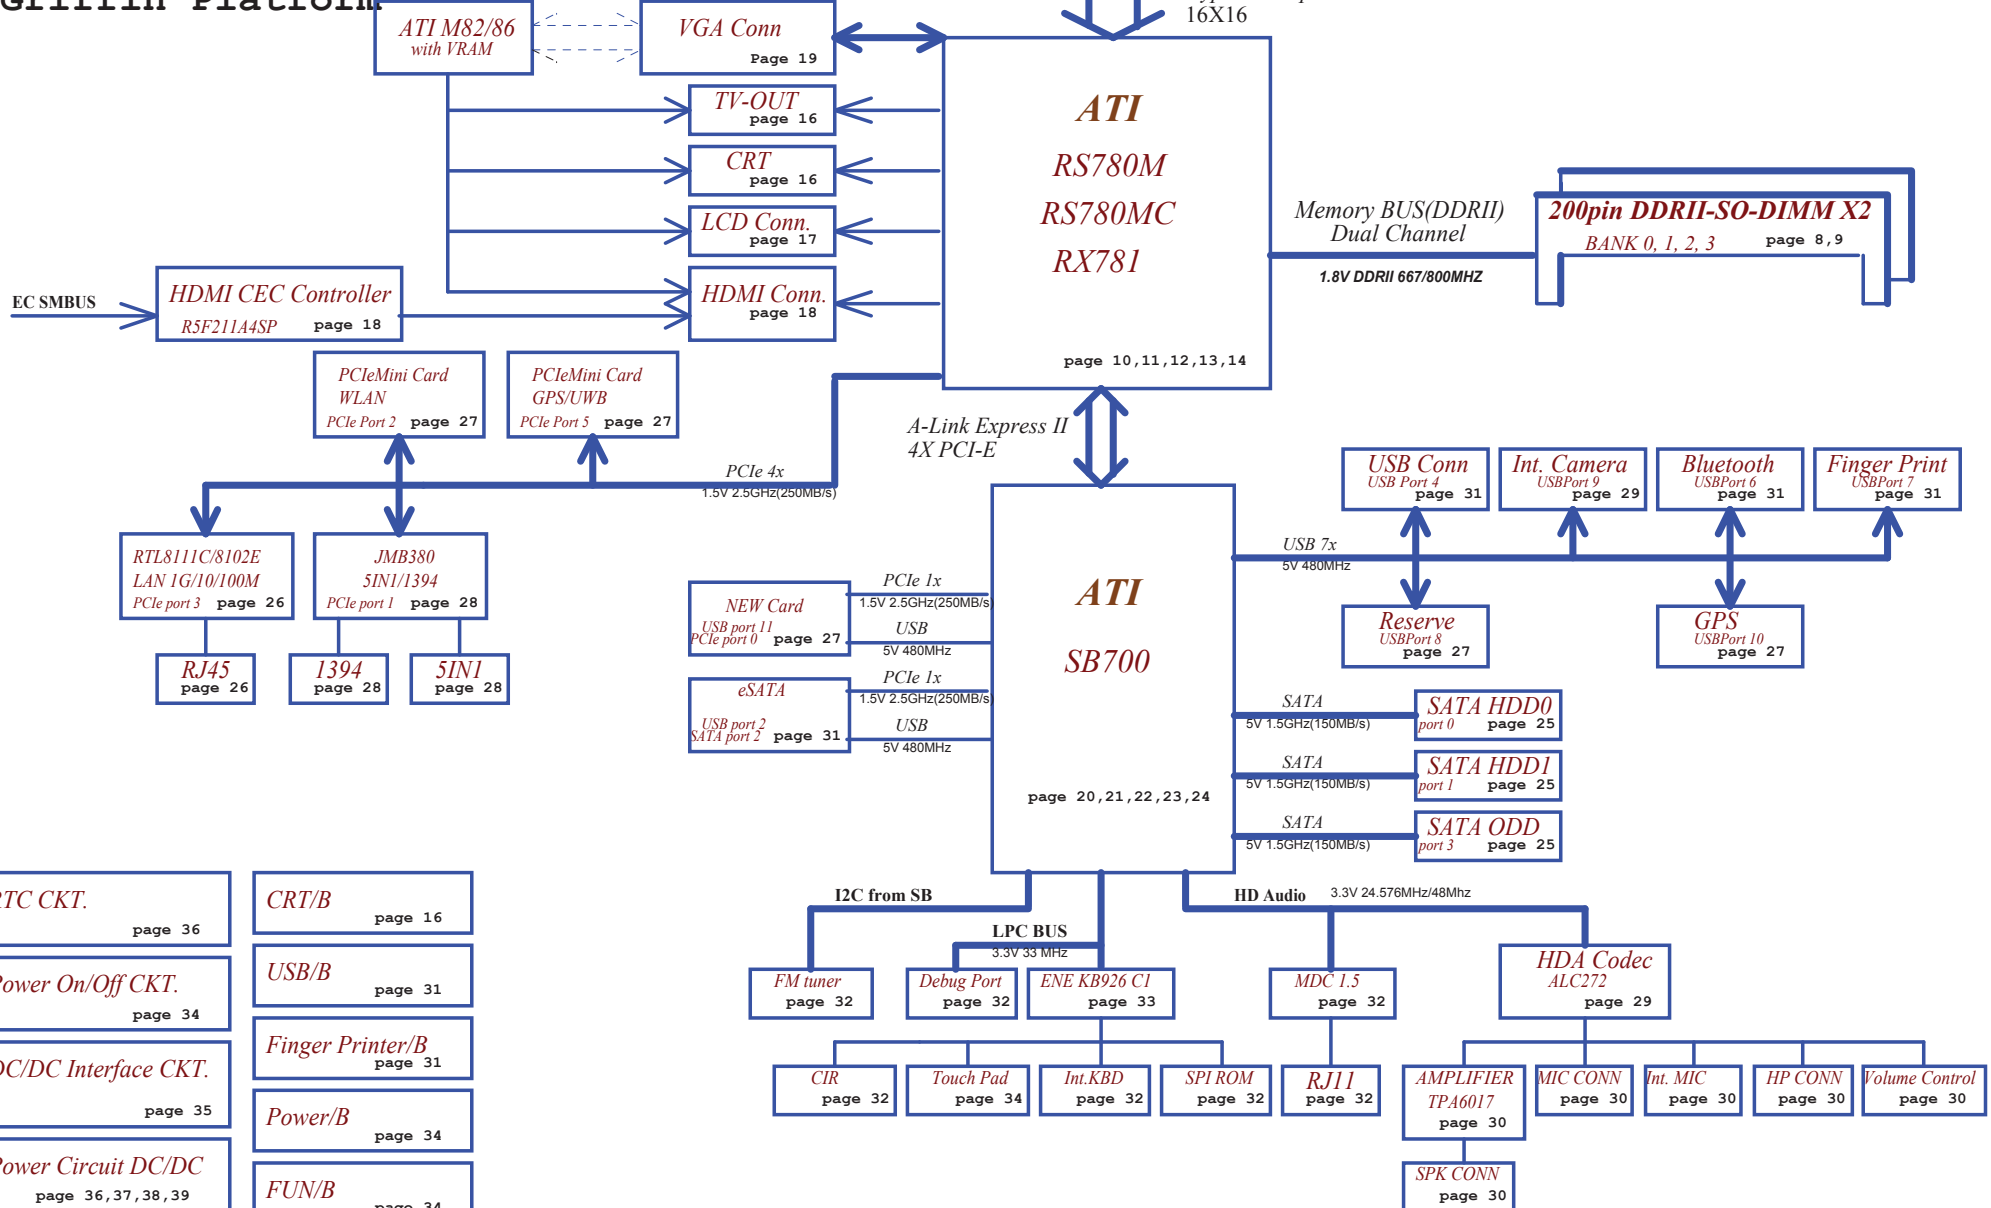 Griffin Platform
16X16
ATI M82/86
with VRAM
VGA Conn
Page 19
TV-OUT
page 16
CRT
page 16
LCD Conn.
page 17
HDMI Conn.
page 18
EC SMBUS
HDMI CEC Controller
R5F211A4SP page 18
ATI
RS780M
RS780MC
RX781
page 10,11,12,13,14
Memory BUS(DDRII)
Dual Channel
1.8V DDRII 667/800MHZ
200pin DDRII-SO-DIMM X2
BANK 0, 1, 2, 3 page 8,9
PCIeMini Card
WLAN
PCIe Port 2 page 27
PCIeMini Card
GPS/UWB
PCIe Port 5 page 27
A-Link Express II
4X PCI-E
PCIe 4x
1.5V 2.5GHz(250MB/s)
RTL8111C/8102E
LAN 1G/10/100M
PCIe port 3 page 26
JMB380
5IN1/1394
PCIe port 1 page 28
RJ45
page 26
1394
page 28
5IN1
page 28
USB Conn
USB Port 4
page 31
Int. Camera
USBPort 9
page 29
Bluetooth
USBPort 6
page 31
Finger Print
USBPort 7
page 31
USB 7x
5V 480MHz
Reserve
USBPort 8
page 27
GPS
USBPort 10
page 27
NEW Card
USB port 11
PCIe port 0 page 27
PCIe 1x
1.5V 2.5GHz(250MB/s)
USB
5V 480MHz
eSATA
USB port 2
SATA port 2 page 31
PCIe 1x
1.5V 2.5GHz(250MB/s)
USB
5V 480MHz
ATI
SB700
page 20,21,22,23,24
SATA
5V 1.5GHz(150MB/s)
SATA HDD0
port 0 page 25
SATA
5V 1.5GHz(150MB/s)
SATA HDD1
port 1 page 25
SATA
5V 1.5GHz(150MB/s)
SATA ODD
port 3 page 25
I2C from SB
LPC BUS
3.3V 33 MHz
HD Audio 3.3V 24.576MHz/48Mhz
FM tuner
page 32
Debug Port
page 32
ENE KB926 C1
page 33
MDC 1.5
page 32
HDA Codec
ALC272
page 29
CIR
page 32
Touch Pad
page 34
Int.KBD
page 32
SPI ROM
page 32
RJ11
page 32
AMPLIFIER
TPA6017
page 30
MIC CONN
page 30
Int. MIC
page 30
HP CONN
page 30
Volume Control
page 30
SPK CONN
page 30
RTC CKT.
page 36
Power On/Off CKT.
page 34
DC/DC Interface CKT.
page 35
Power Circuit DC/DC
page 36,37,38,39
CRT/B
page 16
USB/B
page 31
Finger Printer/B
page 31
Power/B
page 34
FUN/B
page 34